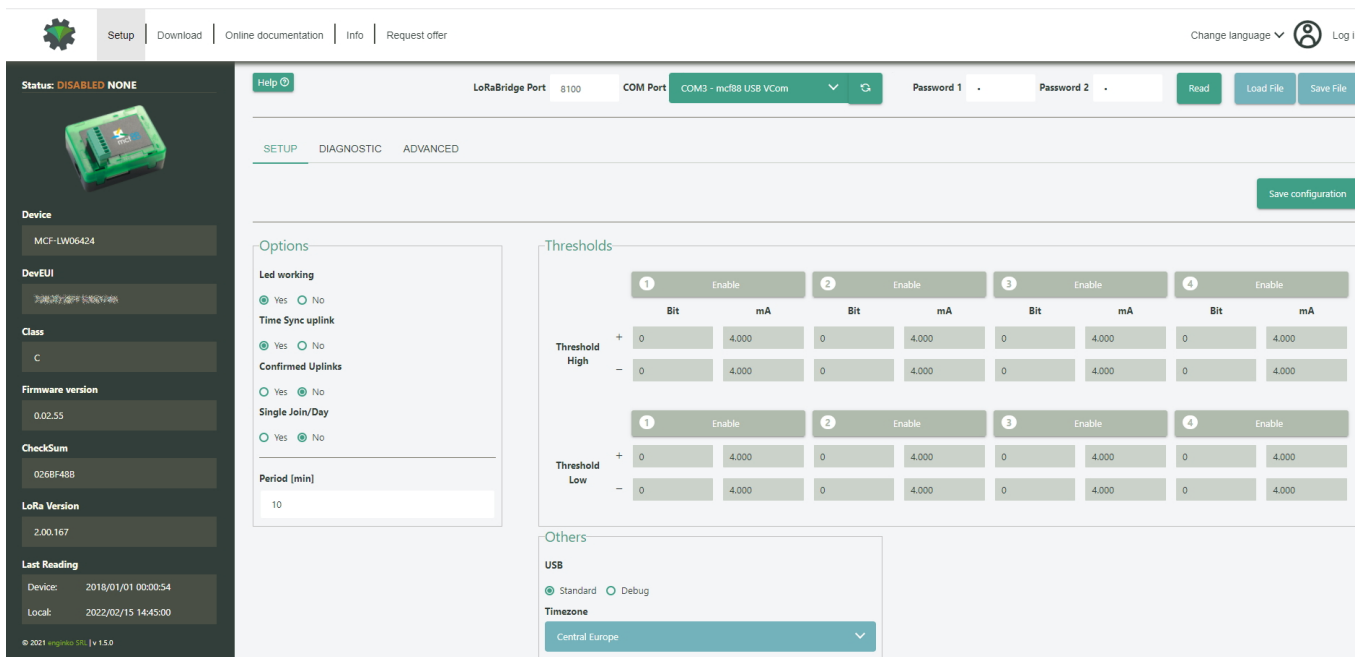 Setup Download Online documentation Info Request offer Change language Log i
Status: DISABLED NONE
Help LoRaBridge Port 8100 COM Port COM3 - mcf88 USB VCom Password 1 Password 2 Read Load File Save File
SETUP DIAGNOSTIC ADVANCED
Save configuration
Device
MCF-LW06424
DevEUI
Class
C
Firmware version
0.02.55
CheckSum
026BF48B
LoRa Version
2.00.167
Last Reading
Device: 2018/01/01 00:00:54
Local: 2022/02/15 14:45:00
© 2021 enginko SRL | v 1.5.0
Options
Led working
Yes No
Time Sync uplink
Yes No
Confirmed Uplinks
Yes No
Single Join/Day
Yes No
Period [min]
10
Thresholds
1 Enable 2 Enable 3 Enable 4 Enable
Bit mA Bit mA Bit mA Bit mA
Threshold High
+ 0 4.000 0 4.000 0 4.000 0 4.000
− 0 4.000 0 4.000 0 4.000 0 4.000
1 Enable 2 Enable 3 Enable 4 Enable
Threshold Low
+ 0 4.000 0 4.000 0 4.000 0 4.000
− 0 4.000 0 4.000 0 4.000 0 4.000
Others
USB
Standard Debug
Timezone
Central Europe